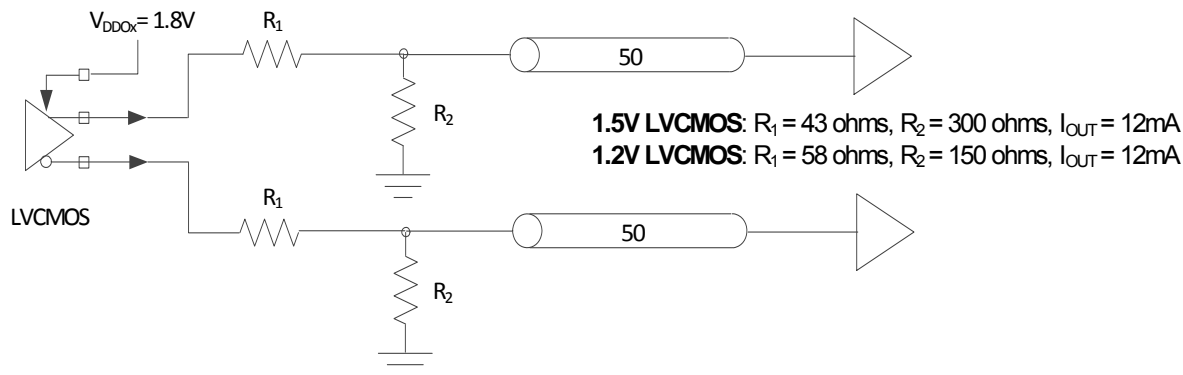 V_DDOx = 1.8V
R_1
50
R_2
1.5V LVCMOS: R_1 = 43 ohms, R_2 = 300 ohms, I_OUT = 12mA
1.2V LVCMOS: R_1 = 58 ohms, R_2 = 150 ohms, I_OUT = 12mA
LVCMOS
R_1
50
R_2